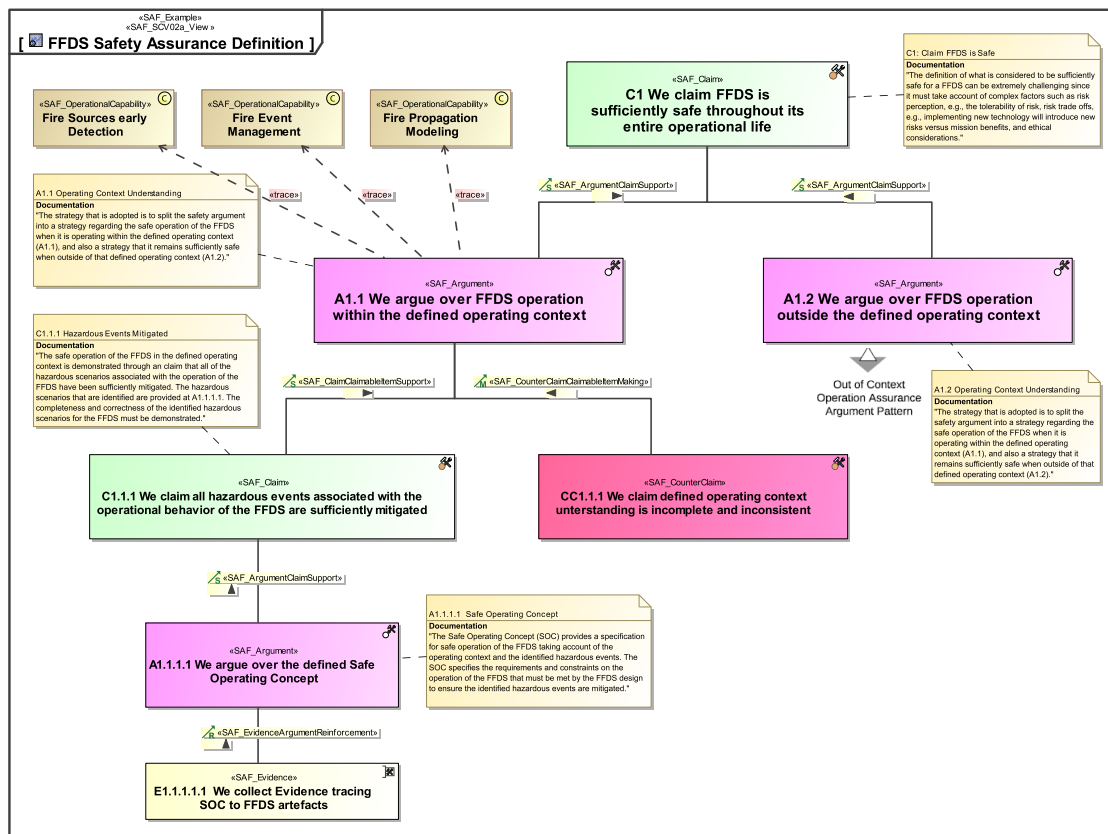 «SAF_Example»
«SAF_SCV02a_View »
[ FFDS Safety Assurance Definition ]
«SAF_OperationalCapability»
Fire Sources early
Detection
C
«SAF_OperationalCapability»
Fire Event
Management
C
«SAF_OperationalCapability»
Fire Propagation
Modeling
C
«SAF_Claim»
C1 We claim FFDS is
sufficiently safe throughout its
entire operational life
C1: Claim FFDS is Safe
Documentation
"The definition of what is considered to be sufficiently
safe for a FFDS can be extremely challenging since
it must take account of complex factors such as risk
perception, e.g., the tolerability of risk, risk trade offs,
e.g., implementing new technology will introduce new
risks versus mission benefits, and ethical
considerations."
«trace»
«trace»
«trace»
S «SAF_ArgumentClaimSupport»
S «SAF_ArgumentClaimSupport»
A1.1 Operating Context Understanding
Documentation
"The strategy that is adopted is to split the safety argument
into a strategy regarding the safe operation of the FFDS
when it is operating within the defined operating context
(A1.1), and also a strategy that it remains sufficiently safe
when outside of that defined operating context (A1.2)."
«SAF_Argument»
A1.1 We argue over FFDS operation
within the defined operating context
«SAF_Argument»
A1.2 We argue over FFDS operation
outside the defined operating context
Out of Context
Operation Assurance
Argument Pattern
C1.1.1 Hazardous Events Mitigated
Documentation
"The safe operation of the FFDS in the defined operating
context is demonstrated through an claim that all of the
hazardous scenarios associated with the operation of the
FFDS have been sufficiently mitigated. The hazardous
scenarios that are identified are provided at A1.1.1.1. The
completeness and correctness of the identified hazardous
scenarios for the FFDS must be demonstrated."
S «SAF_ClaimClaimableItemSupport»
M «SAF_CounterClaimClaimableItemMaking»
A1.2 Operating Context Understanding
Documentation
"The strategy that is adopted is to split the
safety argument into a strategy regarding the
safe operation of the FFDS when it is
operating within the defined operating
context (A1.1), and also a strategy that it
remains sufficiently safe when outside of that
defined operating context (A1.2)."
«SAF_Claim»
C1.1.1 We claim all hazardous events associated with the
operational behavior of the FFDS are sufficiently mitigated
«SAF_CounterClaim»
CC1.1.1 We claim defined operating context
unterstanding is incomplete and inconsistent
S «SAF_ArgumentClaimSupport»
«SAF_Argument»
A1.1.1.1 We argue over the defined Safe
Operating Concept
A1.1.1.1 Safe Operating Concept
Documentation
"The Safe Operating Concept (SOC) provides a specification
for safe operation of the FFDS taking account of the
operating context and the identified hazardous events. The
SOC specifies the requirements and constraints on the
operation of the FFDS that must be met by the FFDS design
to ensure the identified hazardous events are mitigated."
R «SAF_EvidenceArgumentReinforcement»
«SAF_Evidence»
E1.1.1.1.1 We collect Evidence tracing
SOC to FFDS artefacts